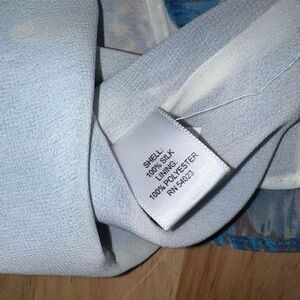 SHELL:
100% SILK
LINING:
100% POLYESTER
RN 54023